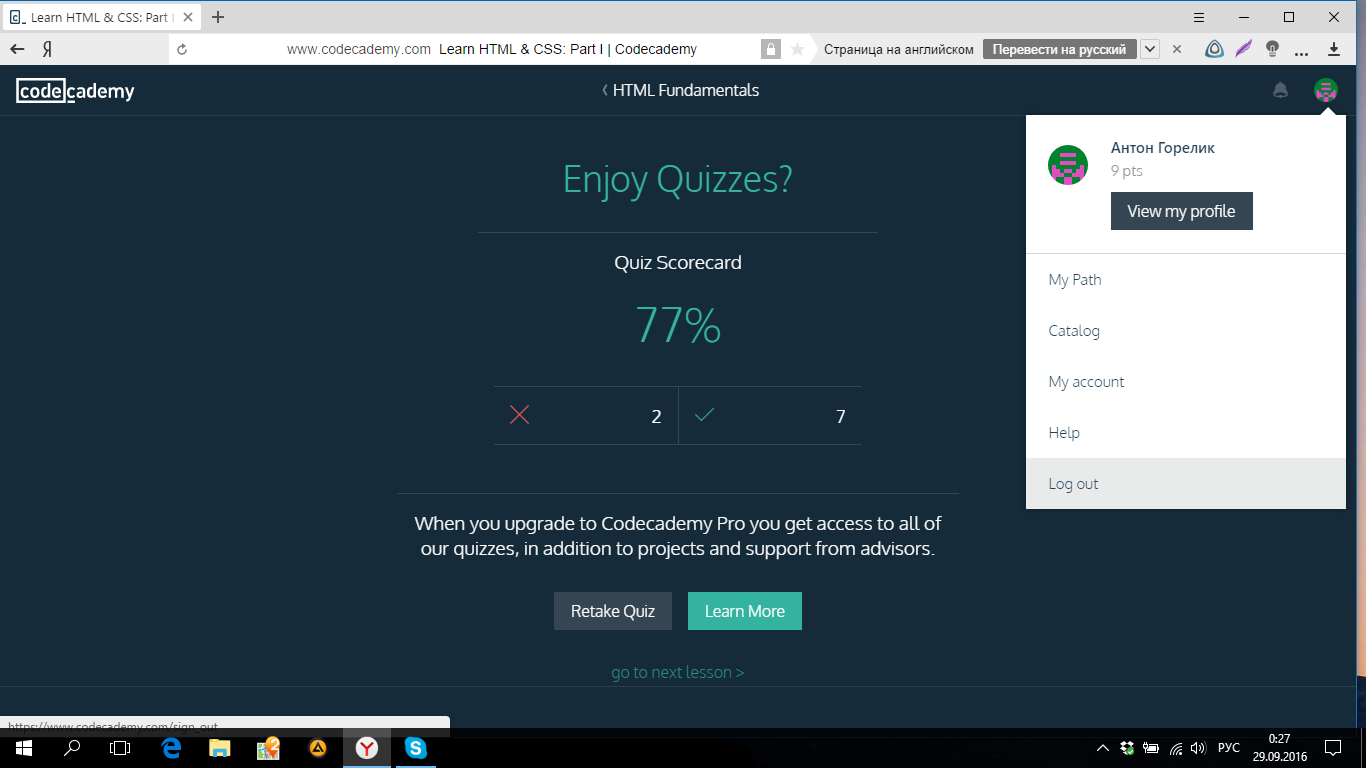 Learn HTML & CSS: Part I
www.codecademy.com Learn HTML & CSS: Part I | Codecademy
Страница на английском
Перевести на русский
codecademy
HTML Fundamentals
Антон Горелик
9 pts
View my profile
My Path
Catalog
My account
Help
Log out
Enjoy Quizzes?
Quiz Scorecard
77%
2
7
When you upgrade to Codecademy Pro you get access to all of
our quizzes, in addition to projects and support from advisors.
Retake Quiz
Learn More
go to next lesson >
https://www.codecademy.com/sign_out
РУС
0:27
29.09.2016